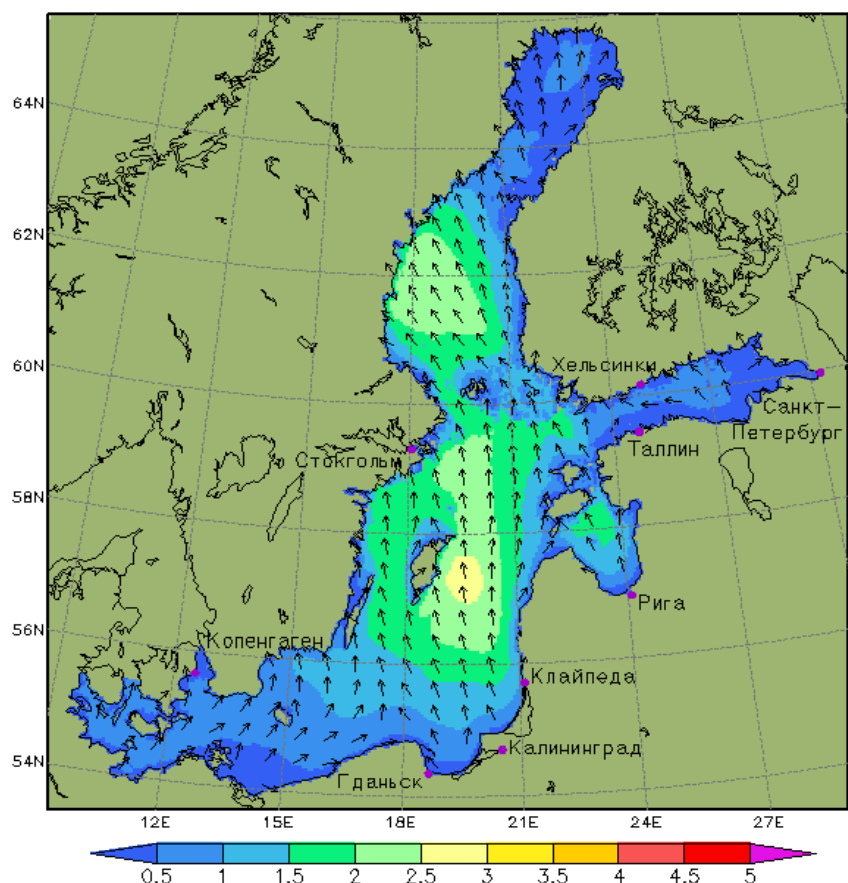 64N
62N
60N
58N
56N
54N
Хельсинки
Санкт-
Петербург
Таллин
Стокгольм
Рига
Копенгаген
Клайпеда
Калининград
Гданьск
12E 15E 18E 21E 24E 27E
0.5 1 1.5 2 2.5 3 3.5 4 4.5 5